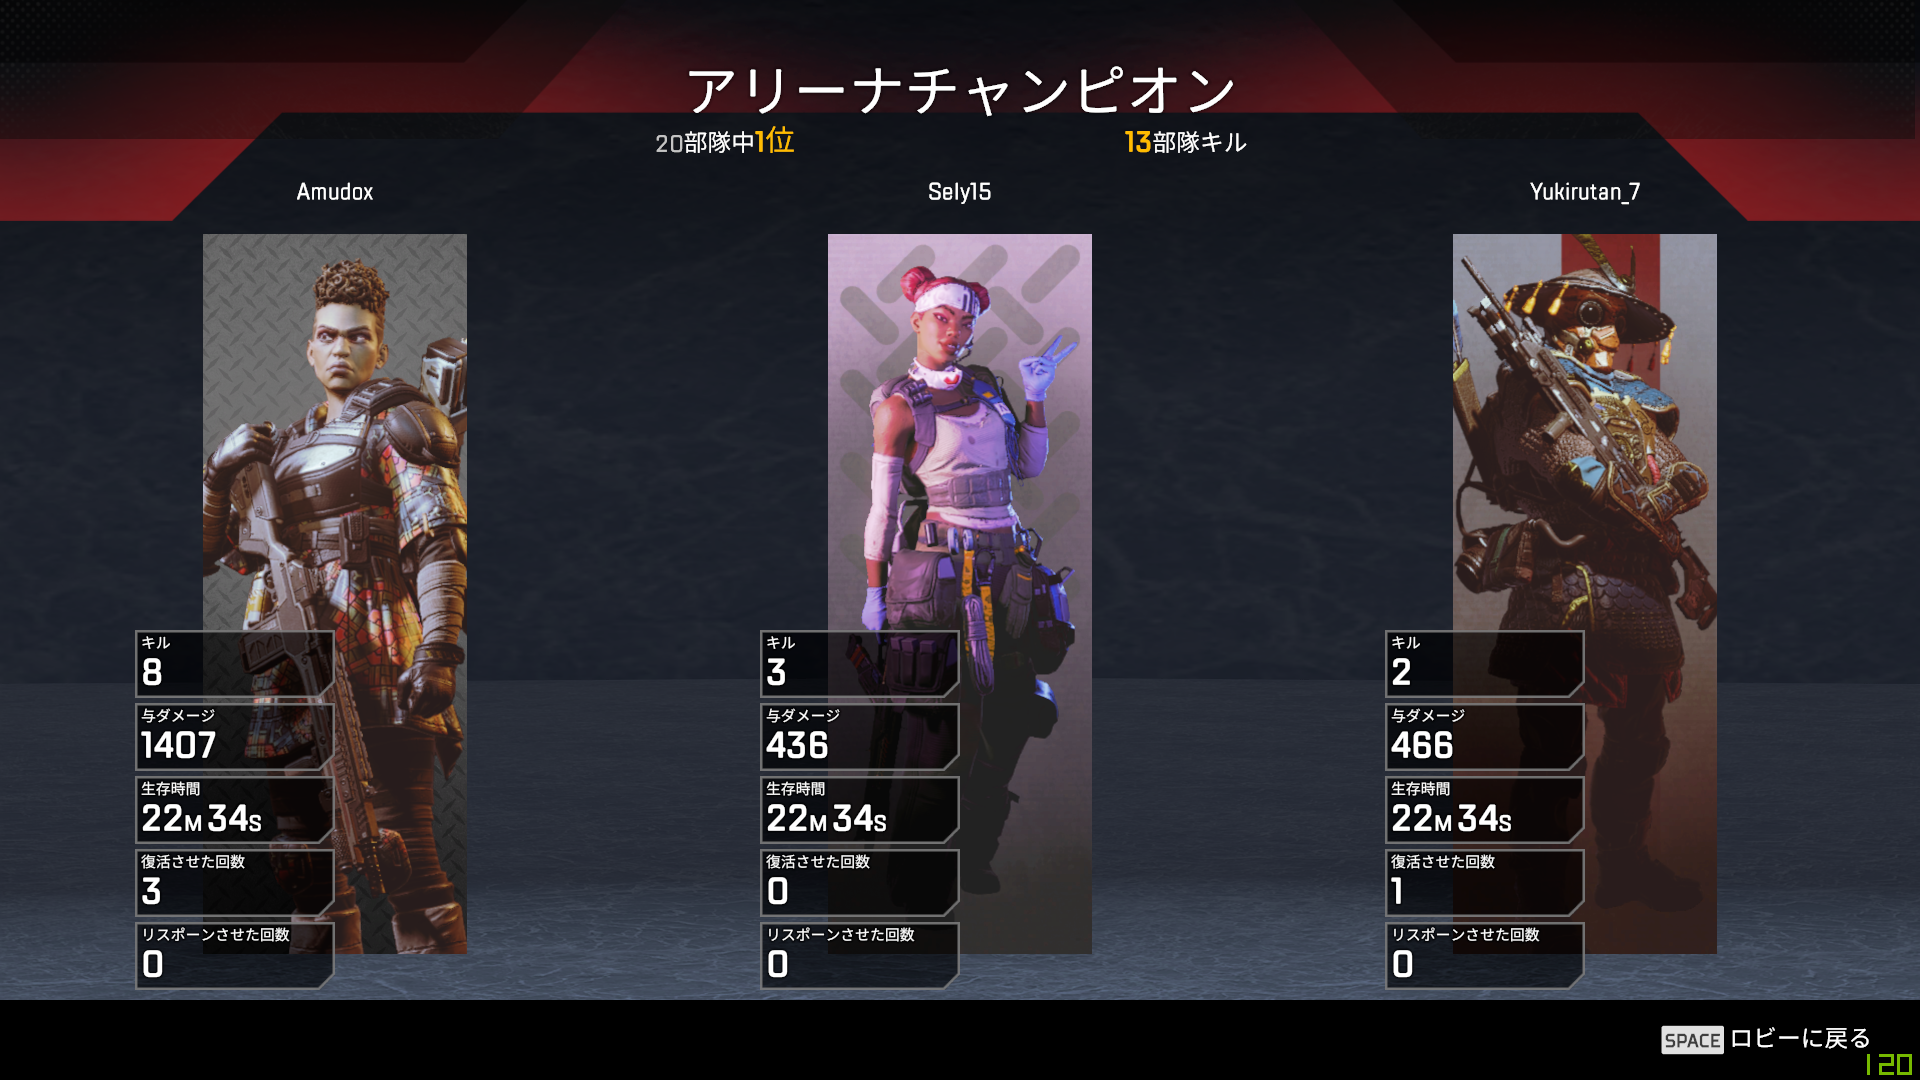 アリーナチャンピオン
20部隊中1位
13部隊キル
Amudox
Sely15
Yukirutan_7
キル
8
与ダメージ
1407
生存時間
22M 34S
復活させた回数
3
リスポーンさせた回数
0
キル
3
与ダメージ
436
生存時間
22M 34S
復活させた回数
0
リスポーンさせた回数
0
キル
2
与ダメージ
466
生存時間
22M 34S
復活させた回数
1
リスポーンさせた回数
0
SPACE ロビーに戻る
120